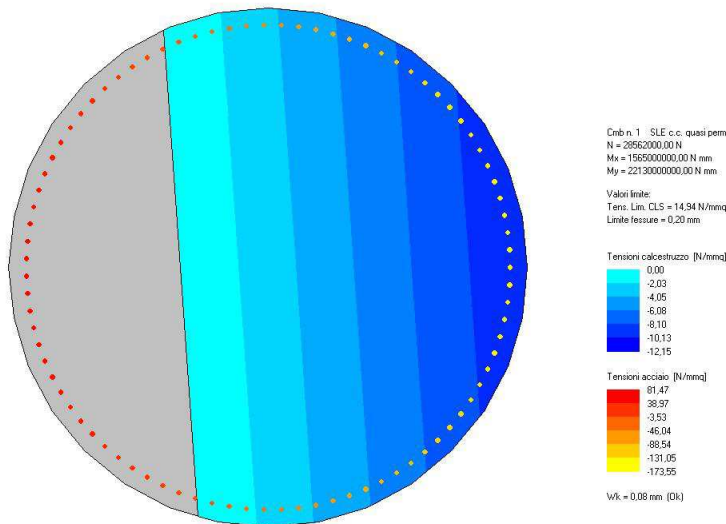 Cmb n. 1 SLE c.c. quasi perm
N = 28562000,00 N
Mx = 1565000000,00 N mm
My = 22130000000,00 N mm
Valori limite:
Tens. Lim. CLS = 14,94 N/mmq
Limite fessure = 0,20 mm
Tensioni calcestruzzo [N/mmq]
0,00
-2,03
-4,05
-6,08
-8,10
-10,13
-12,15
Tensioni acciaio [N/mmq]
81,47
38,97
-3,53
-46,04
-88,54
-131,05
-173,55
Wk = 0,08 mm (Ok)